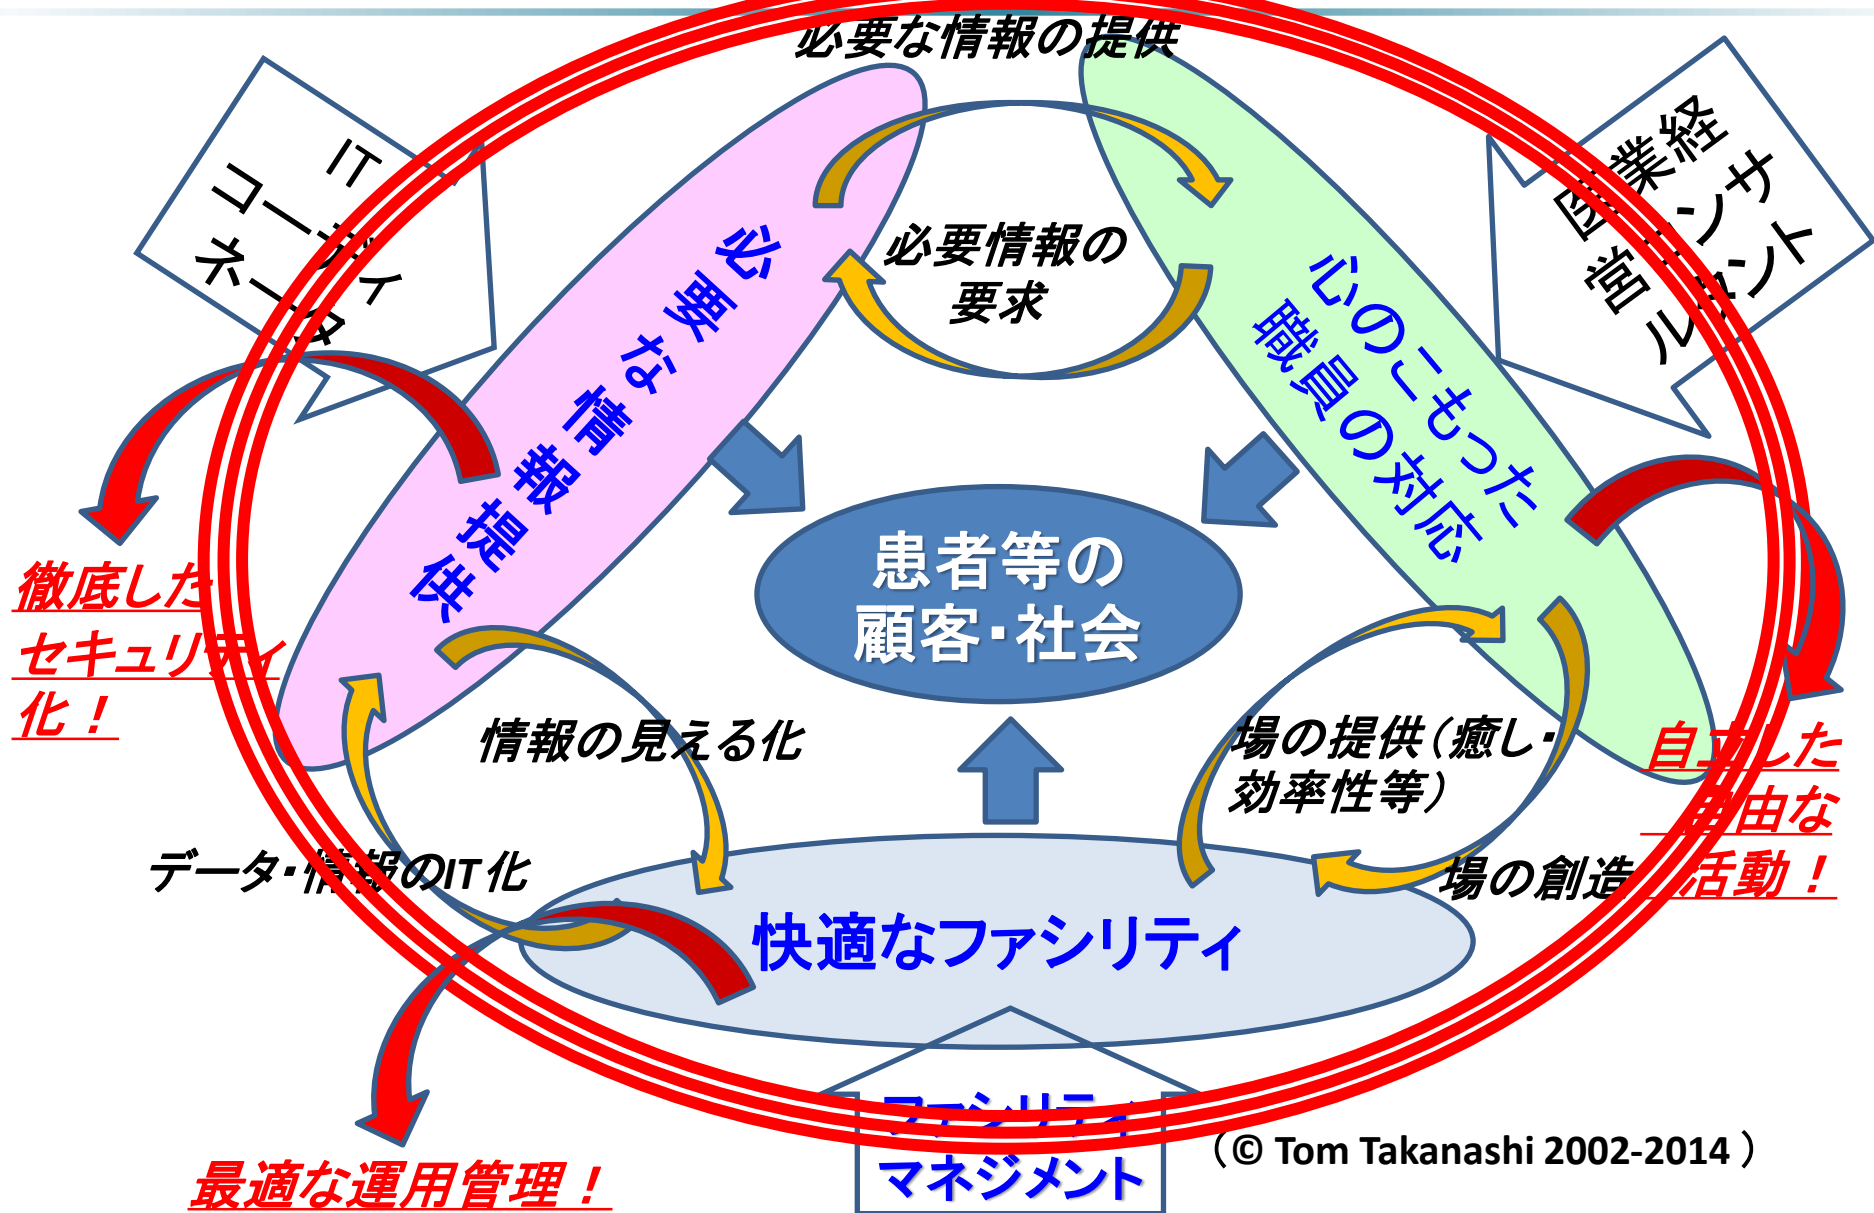 必要な情報の提供
IT
コーディ
ネータ
医業経
営コンサ
ルタント
必要情報の
要求
必要な情報提供
心のこもった
職員の対応
患者等の
顧客・社会
徹底した
セキュリティ
化！
情報の見える化
場の提供（癒し・
効率性等）
自立した
自由な
活動！
データ・情報のIT化
場の創造
快適なファシリティ
ファシリティ
マネジメント
（© Tom Takanashi 2002-2014 ）
最適な運用管理！